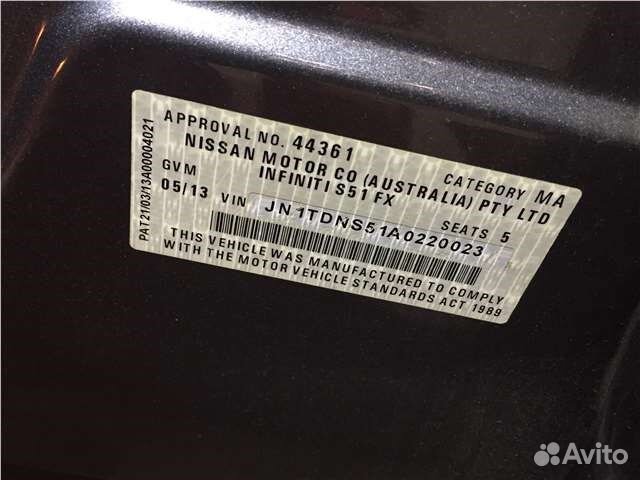 APPROVAL NO. 44361 CATEGORY MA
NISSAN MOTOR CO (AUSTRALIA) PTY LTD
GVM INFINITI S51 FX
05/13 VIN JN1TDNS51A0220023 SEATS 5
THIS VEHICLE WAS MANUFACTURED TO COMPLY
WITH THE MOTOR VEHICLE STANDARDS ACT 1989
PAT21/03/13A00004021
Avito